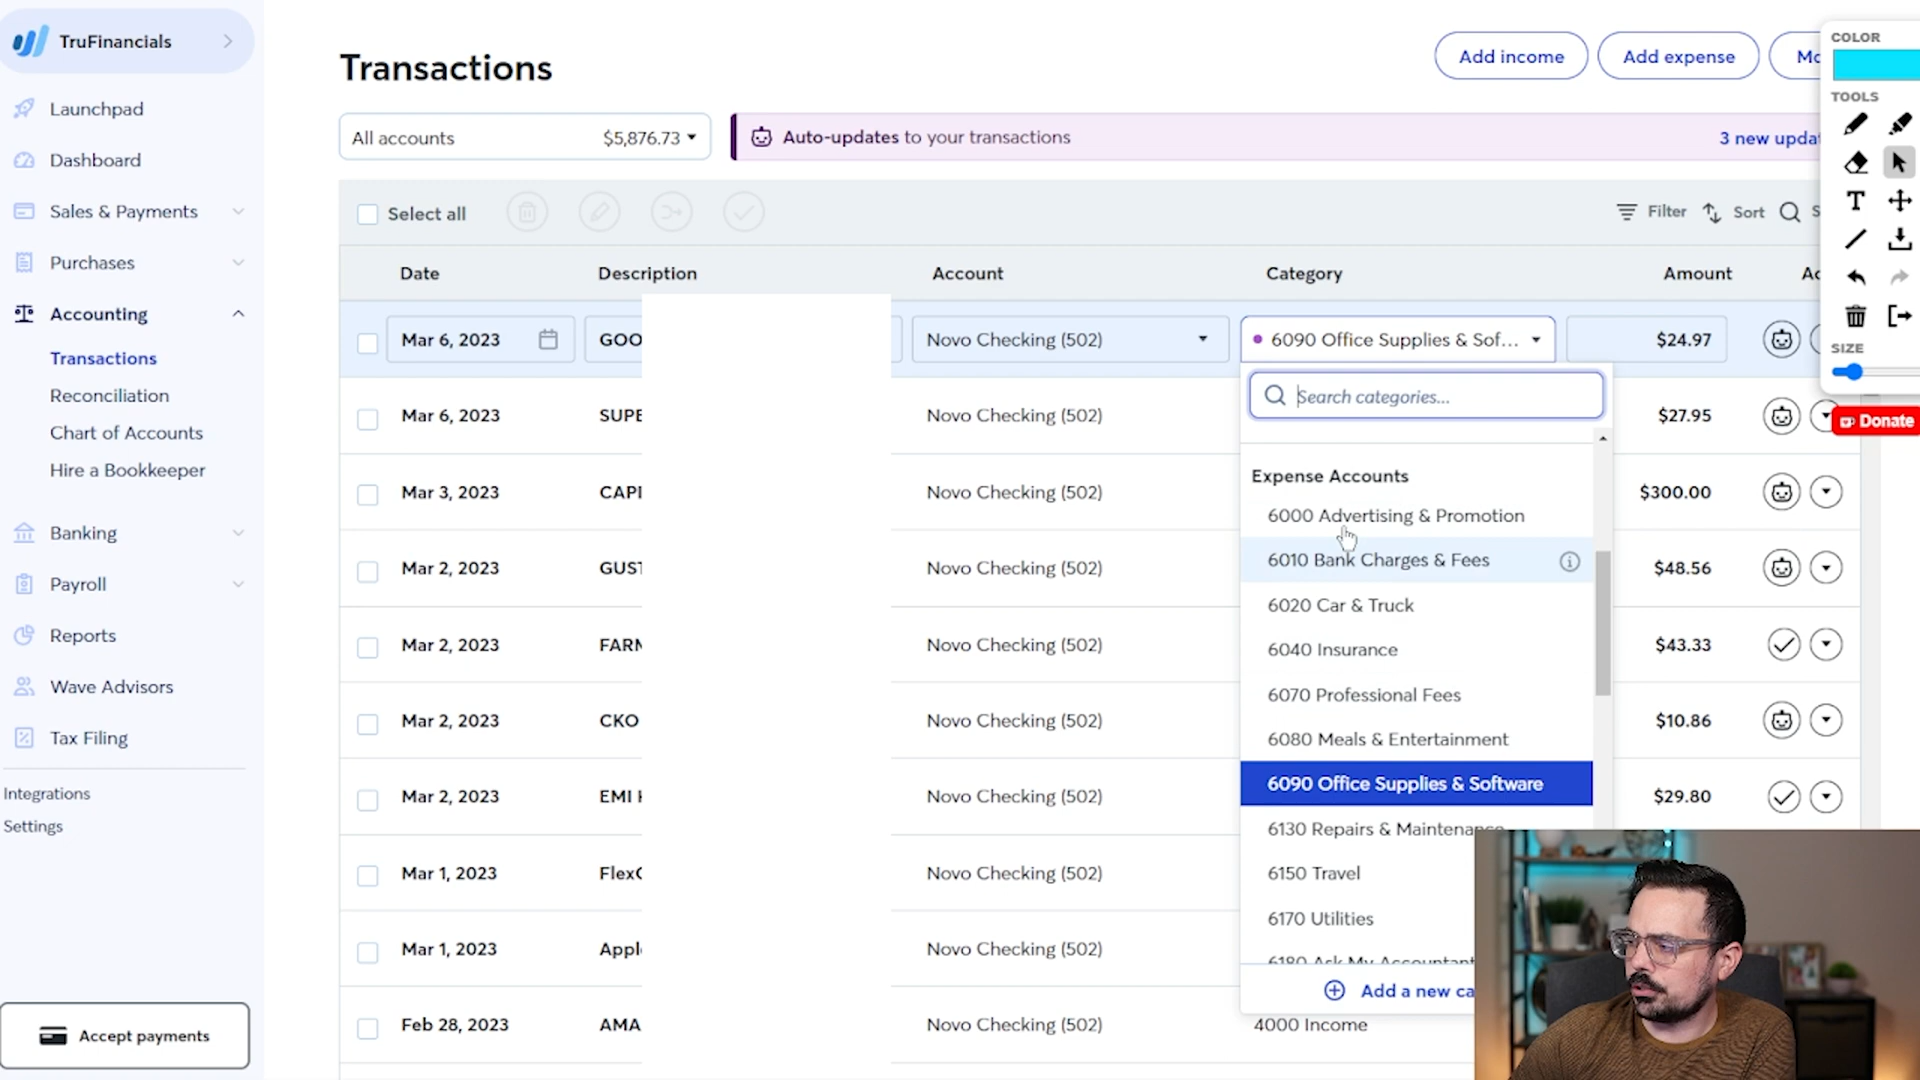 TruFinancials
Launchpad
Dashboard
Sales & Payments
Purchases
Accounting
Transactions
Reconciliation
Chart of Accounts
Hire a Bookkeeper
Banking
Payroll
Reports
Wave Advisors
Tax Filing
Integrations
Settings
Accept payments
Transactions
Add income
Add expense
Mo
All accounts $5,876.73
Auto-updates to your transactions
3 new updat
Select all
Filter Sort S
Date Description Account Category Amount Ac
Mar 6, 2023 GOO Novo Checking (502) 6090 Office Supplies & Sof... $24.97
Mar 6, 2023 SUPE Novo Checking (502) $27.95
Mar 3, 2023 CAPI Novo Checking (502) $300.00
Mar 2, 2023 GUST Novo Checking (502) $48.56
Mar 2, 2023 FARM Novo Checking (502) $43.33
Mar 2, 2023 CKO Novo Checking (502) $10.86
Mar 2, 2023 EMI Novo Checking (502) $29.80
Mar 1, 2023 FlexC Novo Checking (502)
Mar 1, 2023 Appl Novo Checking (502)
Feb 28, 2023 AMA Novo Checking (502) 4000 Income
Search categories...
Expense Accounts
6000 Advertising & Promotion
6010 Bank Charges & Fees
6020 Car & Truck
6040 Insurance
6070 Professional Fees
6080 Meals & Entertainment
6090 Office Supplies & Software
6130 Repairs & Maintenance
6150 Travel
6170 Utilities
6180 Ask My Accountant
Add a new ca
COLOR
TOOLS
T
SIZE
Donate